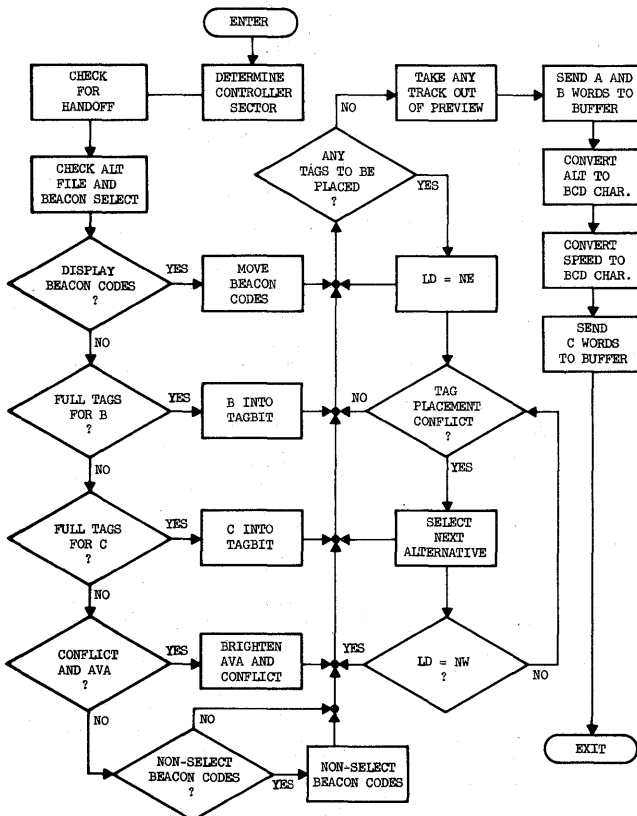 ENTER
DETERMINE
CONTROLLER
SECTOR
CHECK
FOR
HANDOFF
CHECK ALT
FILE AND
BEACON SELECT
DISPLAY
BEACON CODES
?
YES
NO
MOVE
BEACON
CODES
FULL TAGS
FOR B
?
YES
NO
B INTO
TAGBIT
FULL TAGS
FOR C
?
YES
NO
C INTO
TAGBIT
CONFLICT
AND AVA
?
YES
NO
BRIGHTEN
AVA AND
CONFLICT
NON-SELECT
BEACON CODES
?
NO
YES
NON-SELECT
BEACON CODES
ANY
TAGS TO BE
PLACED
?
NO
YES
LD = NE
TAG
PLACEMENT
CONFLICT
?
NO
YES
SELECT
NEXT
ALTERNATIVE
LD = NW
?
YES
NO
TAKE ANY
TRACK OUT
OF PREVIEW
SEND A AND
B WORDS TO
BUFFER
CONVERT
ALT TO
BCD CHAR.
CONVERT
SPEED TO
BCD CHAR.
SEND
C WORDS
TO BUFFER
EXIT